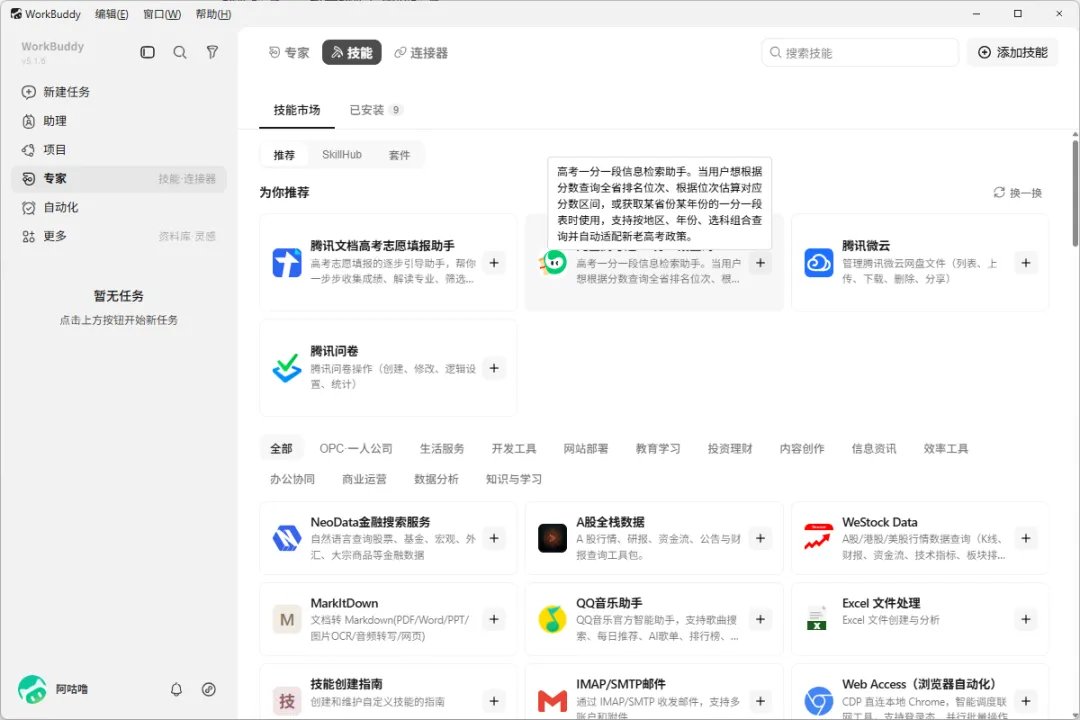 WorkBuddy 编辑(E) 窗口(W) 帮助(H)
WorkBuddy
v5.1.6
新建任务
助理
项目
专家 技能·连接器
自动化
更多 资料库·灵感
暂无任务
点击上方按钮开始新任务
阿咕噜
专家 技能 连接器
搜索技能
添加技能
技能市场 已安装 9
推荐 SkillHub 套件
为你推荐
换一换
高考一分一段信息检索助手。当用户想根据
分数查询全省排名位次、根据位次估算对应
分数区间，或获取某省份某年份的一分一段
表时使用，支持按地区、年份、选科组合查
询并自动适配新老高考政策。
腾讯文档高考志愿填报助手
高考志愿填报的逐步引导助手，帮你
一步步收集成绩、解读专业、筛选...
高考一分一段信息检索助手。当用户
想根据分数查询全省排名位次、根...
腾讯微云
管理腾讯微云网盘文件（列表、上
传、下载、删除、分享）
腾讯问卷
腾讯问卷操作（创建、修改、逻辑设
置、统计）
全部 OPC·一人公司 生活服务 开发工具 网站部署 教育学习 投资理财 内容创作 信息资讯 效率工具
办公协同 商业运营 数据分析 知识与学习
NeoData金融搜索服务
自然语言查询股票、基金、宏观、外
汇、大宗商品等金融数据
A股全栈数据
A 股行情、研报、资金流、公告与财
报查询工具包。
WeStock Data
A股/港股/美股行情数据查询（K线、
财报、资金流、技术指标、板块排...
M
MarkItDown
文档转 Markdown(PDF/Word/PPT/
图片OCR/音频转写/网页)
QQ音乐助手
QQ音乐官方智能助手，支持歌曲搜
索、每日推荐、AI歌单、排行榜、...
Excel 文件处理
Excel 文件创建与分析
技
技能创建指南
创建和维护自定义技能的指南
IMAP/SMTP邮件
通过 IMAP/SMTP 收发邮件，支持多
账户和附件
Web Access（浏览器自动化）
CDP 直连本地 Chrome，智能调度联
网工具，支持登录态、并行批量操作